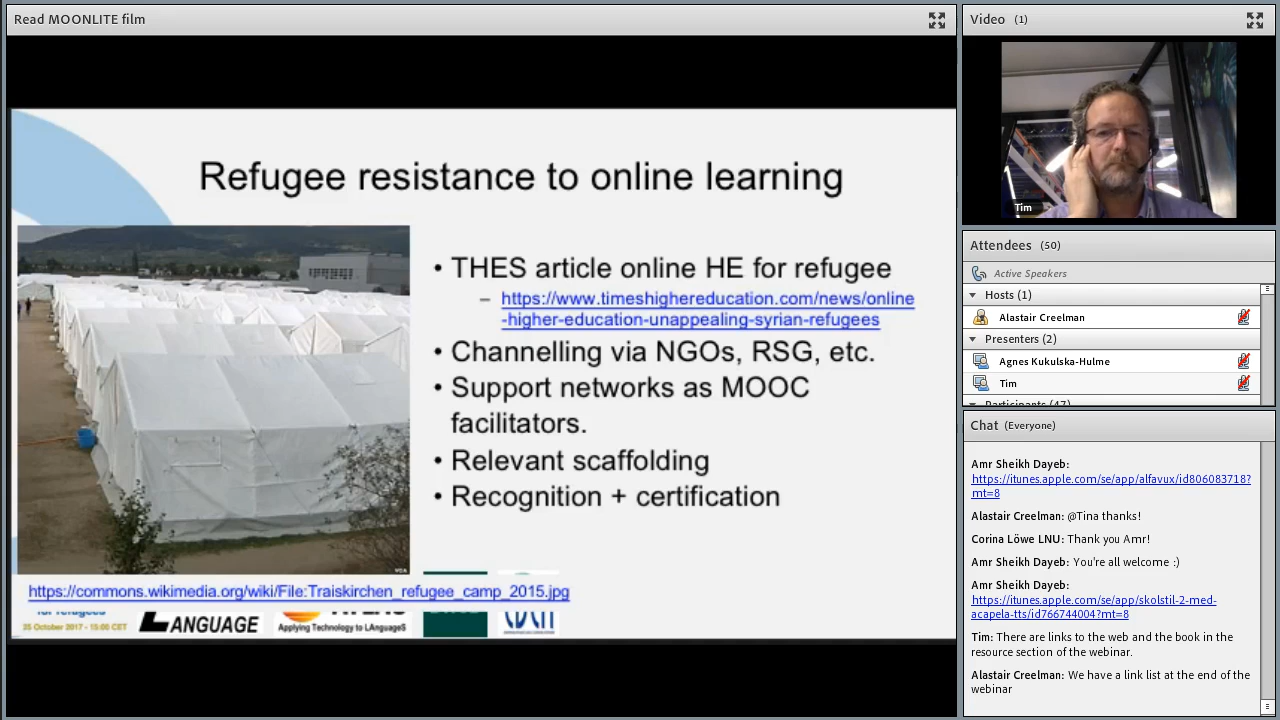 Read MOONLITE film
Refugee resistance to online learning
• THES article online HE for refugee
– https://www.timeshighereducation.com/news/online
-higher-education-unappealing-syrian-refugees
• Channelling via NGOs, RSG, etc.
• Support networks as MOOC
facilitators.
• Relevant scaffolding
• Recognition + certification
https://commons.wikimedia.org/wiki/File:Traiskirchen_refugee_camp_2015.jpg
for refugees
25 October 2017 - 15:00 CET
LANGUAGE
Applying Technology to LAnguageS
Video (1)
Tim
Attendees (50)
Active Speakers
Hosts (1)
Alastair Creelman
Presenters (2)
Agnes Kukulska-Hulme
Tim
Participants (47)
Chat (Everyone)
Amr Sheikh Dayeb:
https://itunes.apple.com/se/app/alfavux/id806083718?
mt=8
Alastair Creelman: @Tina thanks!
Corina Löwe LNU: Thank you Amr!
Amr Sheikh Dayeb: You're all welcome :)
Amr Sheikh Dayeb:
https://itunes.apple.com/se/app/skolstil-2-med-
acapela-tts/id766744004?mt=8
Tim: There are links to the web and the book in the
resource section of the webinar.
Alastair Creelman: We have a link list at the end of the
webinar